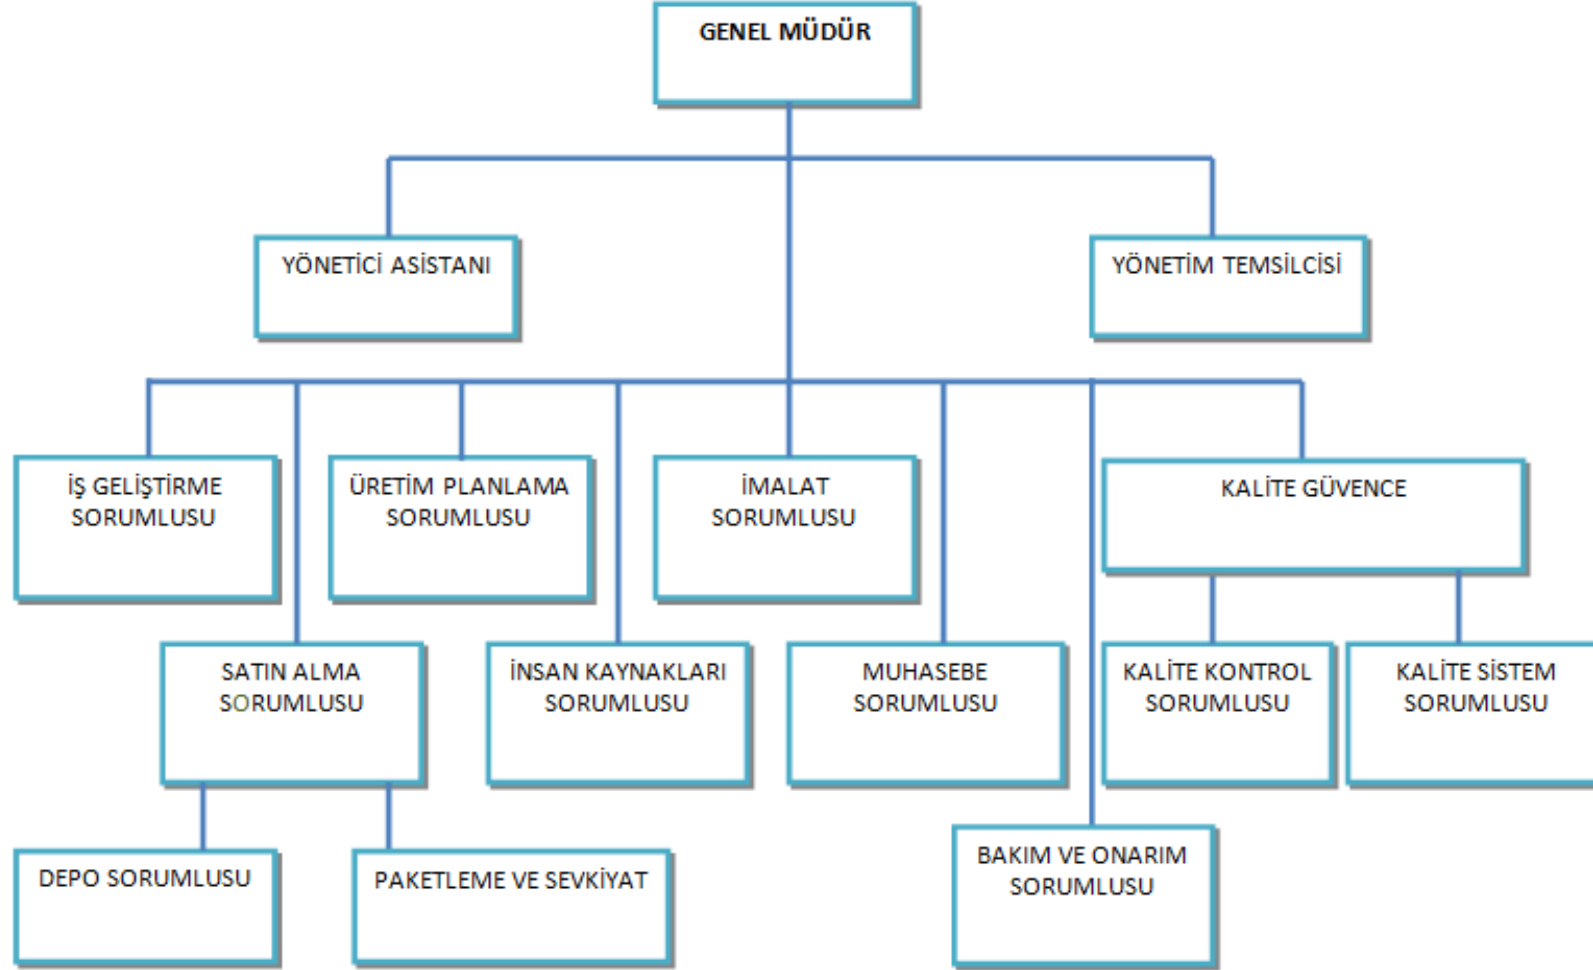 GENEL MÜDÜR
YÖNETİCİ ASİSTANI
YÖNETİM TEMSİLCİSİ
İŞ GELİŞTİRME
SORUMLUSU
ÜRETİM PLANLAMA
SORUMLUSU
İMALAT
SORUMLUSU
KALİTE GÜVENCE
SATIN ALMA
SORUMLUSU
İNSAN KAYNAKLARI
SORUMLUSU
MUHASEBE
SORUMLUSU
KALİTE KONTROL
SORUMLUSU
KALİTE SİSTEM
SORUMLUSU
DEPO SORUMLUSU
PAKETLEME VE SEVKİYAT
BAKIM VE ONARIM
SORUMLUSU